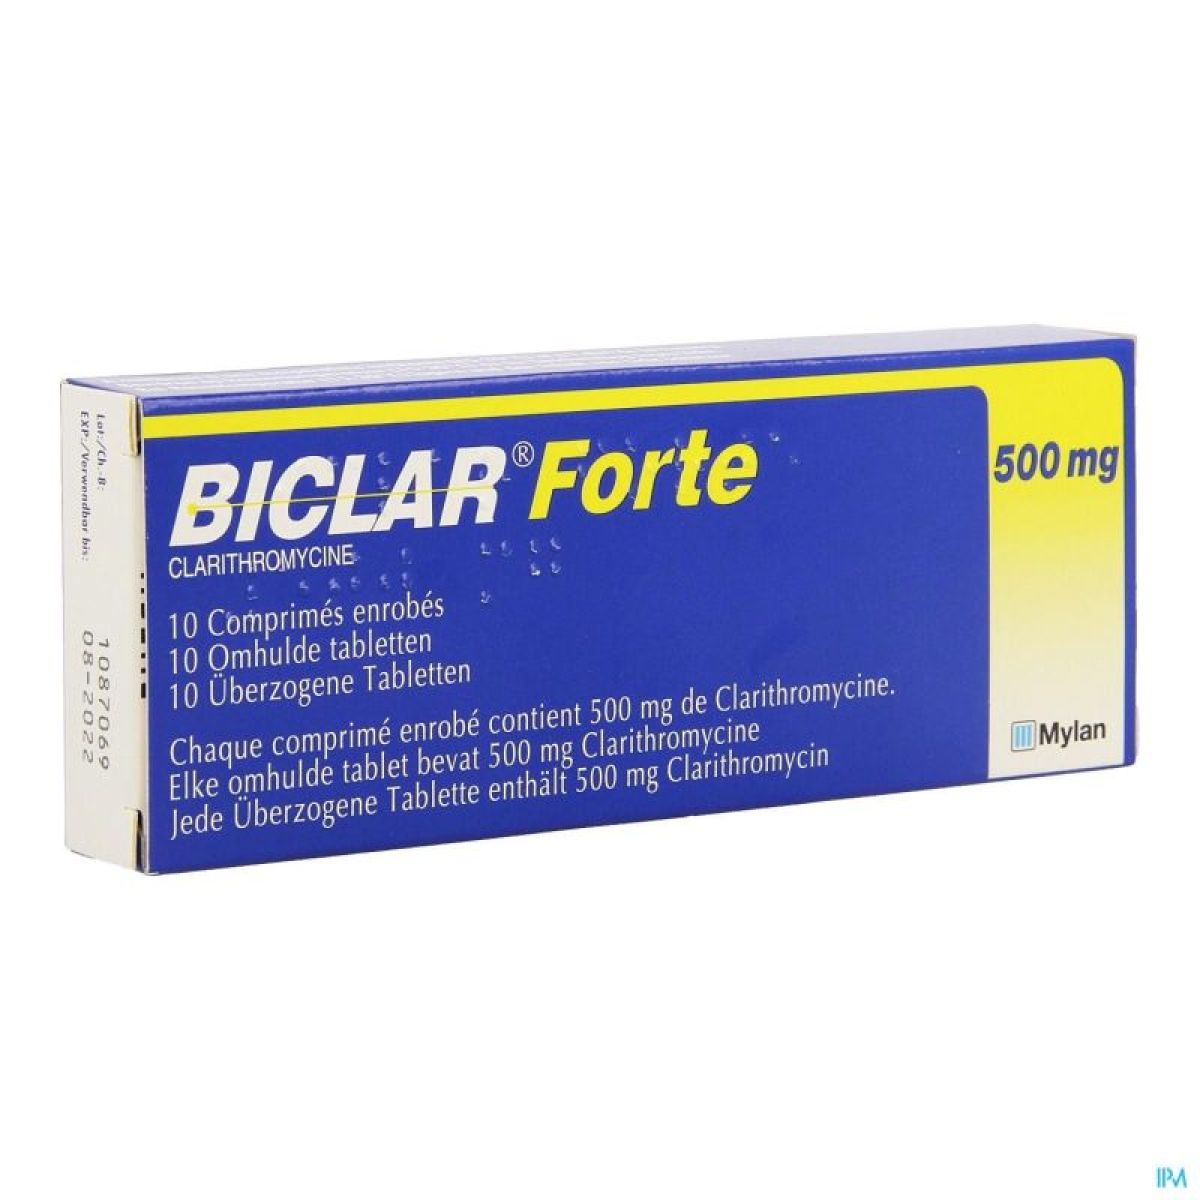 BICLAR® Forte
500 mg
CLARITHROMYCINE
10 Comprimés enrobés
10 Omhulde tabletten
10 Überzogene Tabletten
Chaque comprimé enrobé contient 500 mg de Clarithromycine.
Elke omhulde tablet bevat 500 mg Clarithromycine
Jede Überzogene Tablette enthält 500 mg Clarithromycin
Mylan
Lot:/Ch.-B:
EXP:/Verwendbar bis:
1087069
08-2022
IPM